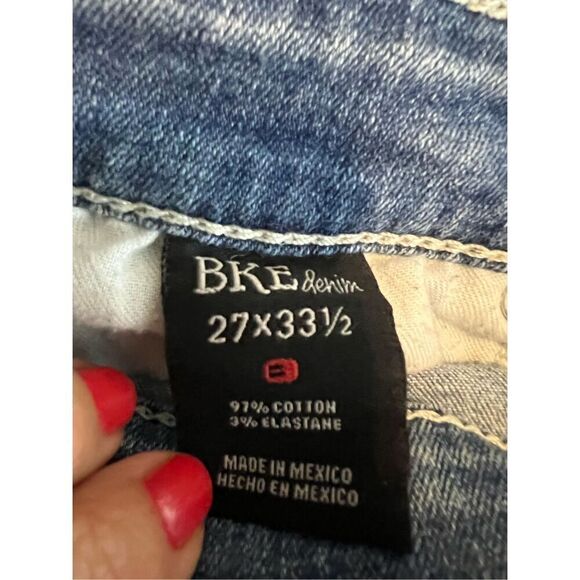 BKE denim
27X33½
B
97% COTTON
3% ELASTANE
MADE IN MEXICO
HECHO EN MEXICO